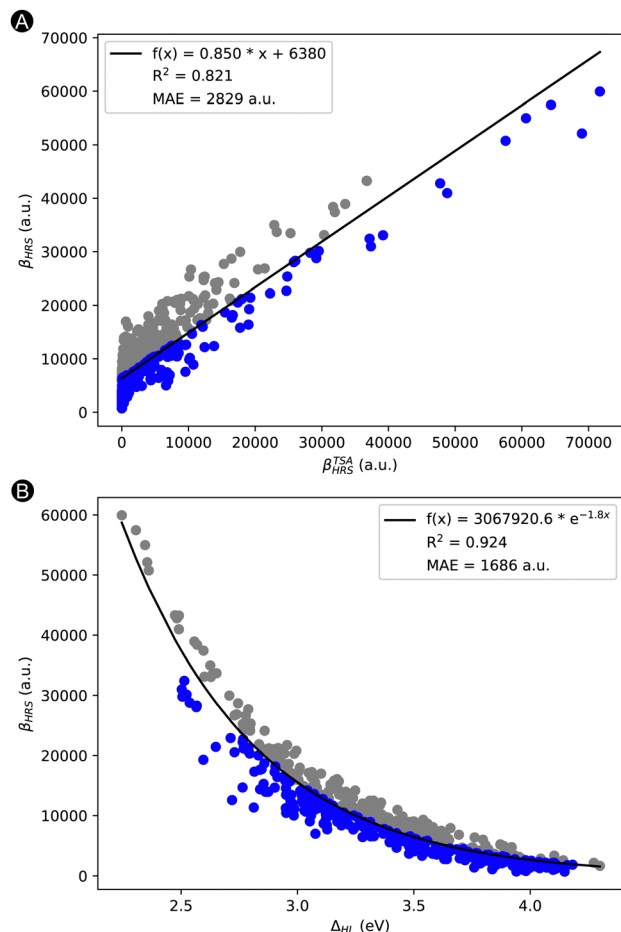 A
70000
60000
50000
40000
30000
20000
10000
0
f(x) = 0.850 * x + 6380
R² = 0.821
MAE = 2829 a.u.
β_HRS (a.u.)
0 10000 20000 30000 40000 50000 60000 70000
β_HRS^TSA (a.u.)
B
60000
50000
40000
30000
20000
10000
0
f(x) = 3067920.6 * e^−1.8x
R² = 0.924
MAE = 1686 a.u.
β_HRS (a.u.)
2.5 3.0 3.5 4.0
Δ_HL (eV)